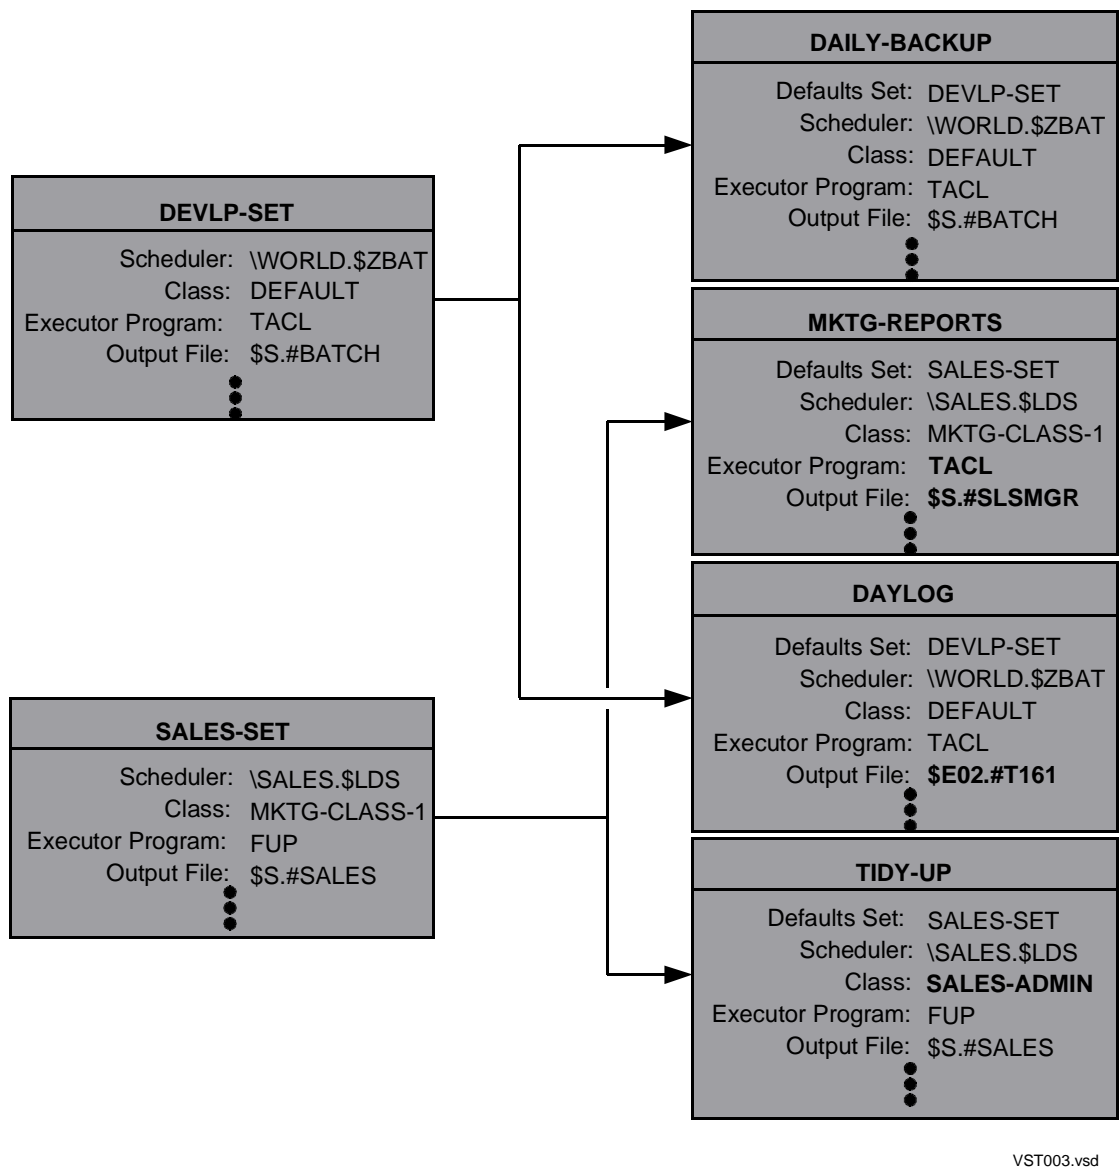 DEVLP-SET
Scheduler: \WORLD.$ZBAT
Class: DEFAULT
Executor Program: TACL
Output File: $S.#BATCH
SALES-SET
Scheduler: \SALES.$LDS
Class: MKTG-CLASS-1
Executor Program: FUP
Output File: $S.#SALES
DAILY-BACKUP
Defaults Set: DEVLP-SET
Scheduler: \WORLD.$ZBAT
Class: DEFAULT
Executor Program: TACL
Output File: $S.#BATCH
MKTG-REPORTS
Defaults Set: SALES-SET
Scheduler: \SALES.$LDS
Class: MKTG-CLASS-1
Executor Program: TACL
Output File: $S.#SLSMGR
DAYLOG
Defaults Set: DEVLP-SET
Scheduler: \WORLD.$ZBAT
Class: DEFAULT
Executor Program: TACL
Output File: $E02.#T161
TIDY-UP
Defaults Set: SALES-SET
Scheduler: \SALES.$LDS
Class: SALES-ADMIN
Executor Program: FUP
Output File: $S.#SALES
VST003.vsd